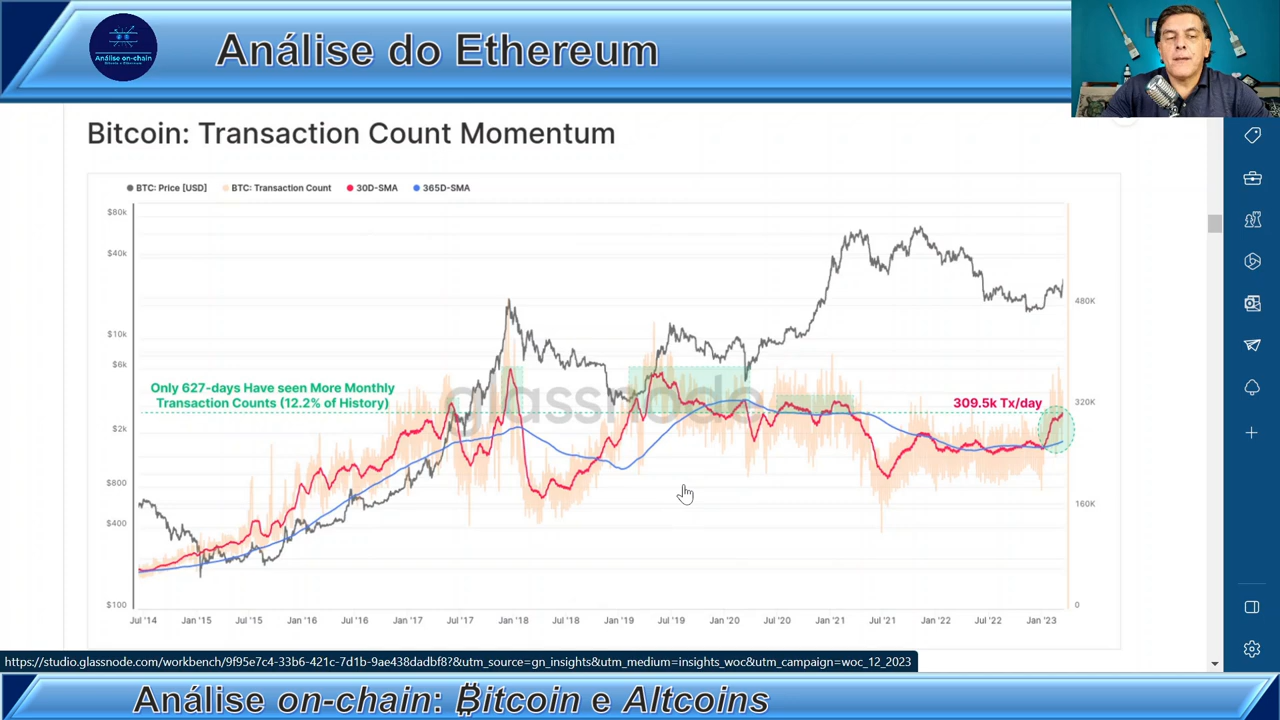 Análise on-chain
Bitcoin e Ethereum
Análise do Ethereum
Bitcoin: Transaction Count Momentum
BTC: Price [USD]
BTC: Transaction Count
30D-SMA
365D-SMA
$80k
$40k
$10k
$6k
$2k
$800
$400
$100
480K
320K
160K
0
glassnode
Only 627-days Have seen More Monthly
Transaction Counts (12.2% of History)
309.5k Tx/day
Jul '14
Jan '15
Jul '15
Jan '16
Jul '16
Jan '17
Jul '17
Jan '18
Jul '18
Jan '19
Jul '19
Jan '20
Jul '20
Jan '21
Jul '21
Jan '22
Jul '22
Jan '23
https://studio.glassnode.com/workbench/9f95e7c4-33b6-421c-7d1b-9ae438dadbf8?&utm_source=gn_insights&utm_medium=insights_woc&utm_campaign=woc_12_2023
Análise on-chain: ₿itcoin e Altcoins